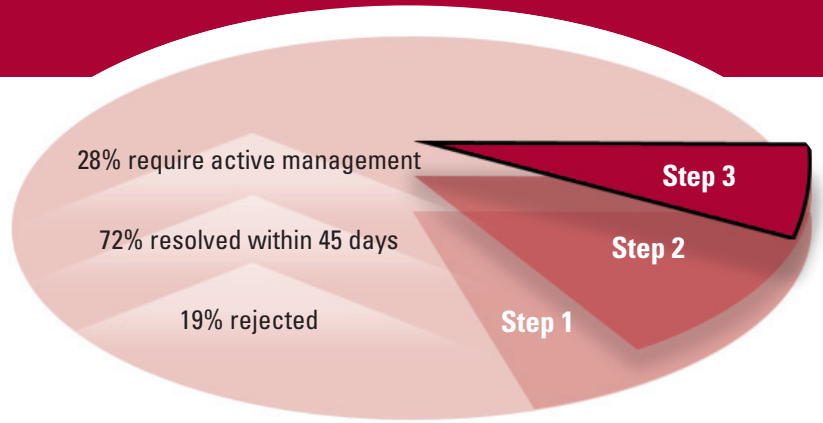 28% require active management
Step 3
72% resolved within 45 days
Step 2
19% rejected
Step 1